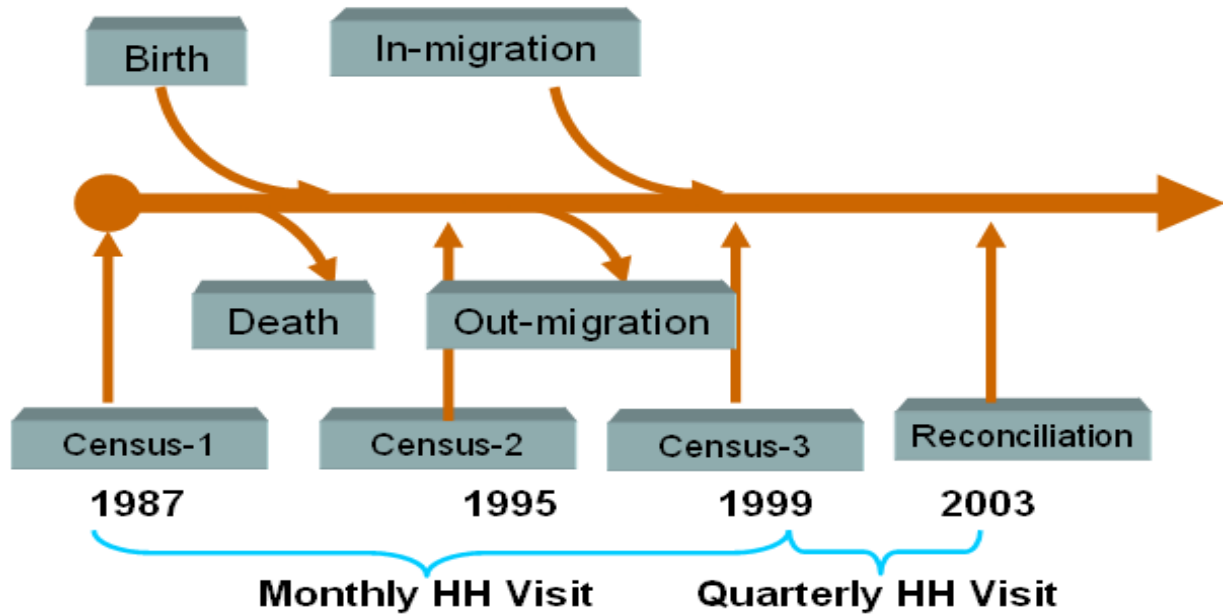 Birth
In-migration
Death
Out-migration
Census-1
Census-2
Census-3
Reconciliation
1987
1995
1999
2003
Monthly HH Visit
Quarterly HH Visit